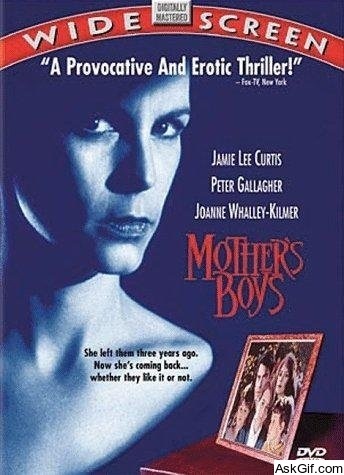 DIGITALLY
MASTERED
WIDE SCREEN
"A Provocative And Erotic Thriller!"
– Fox-TV, New York
JAMIE LEE CURTIS
PETER GALLAGHER
JOANNE WHALLEY-KILMER
MOTHER'S
BOYS
She left them three years ago.
Now she's coming back...
whether they like it or not.
DVD
VIDEO
AskGif.com